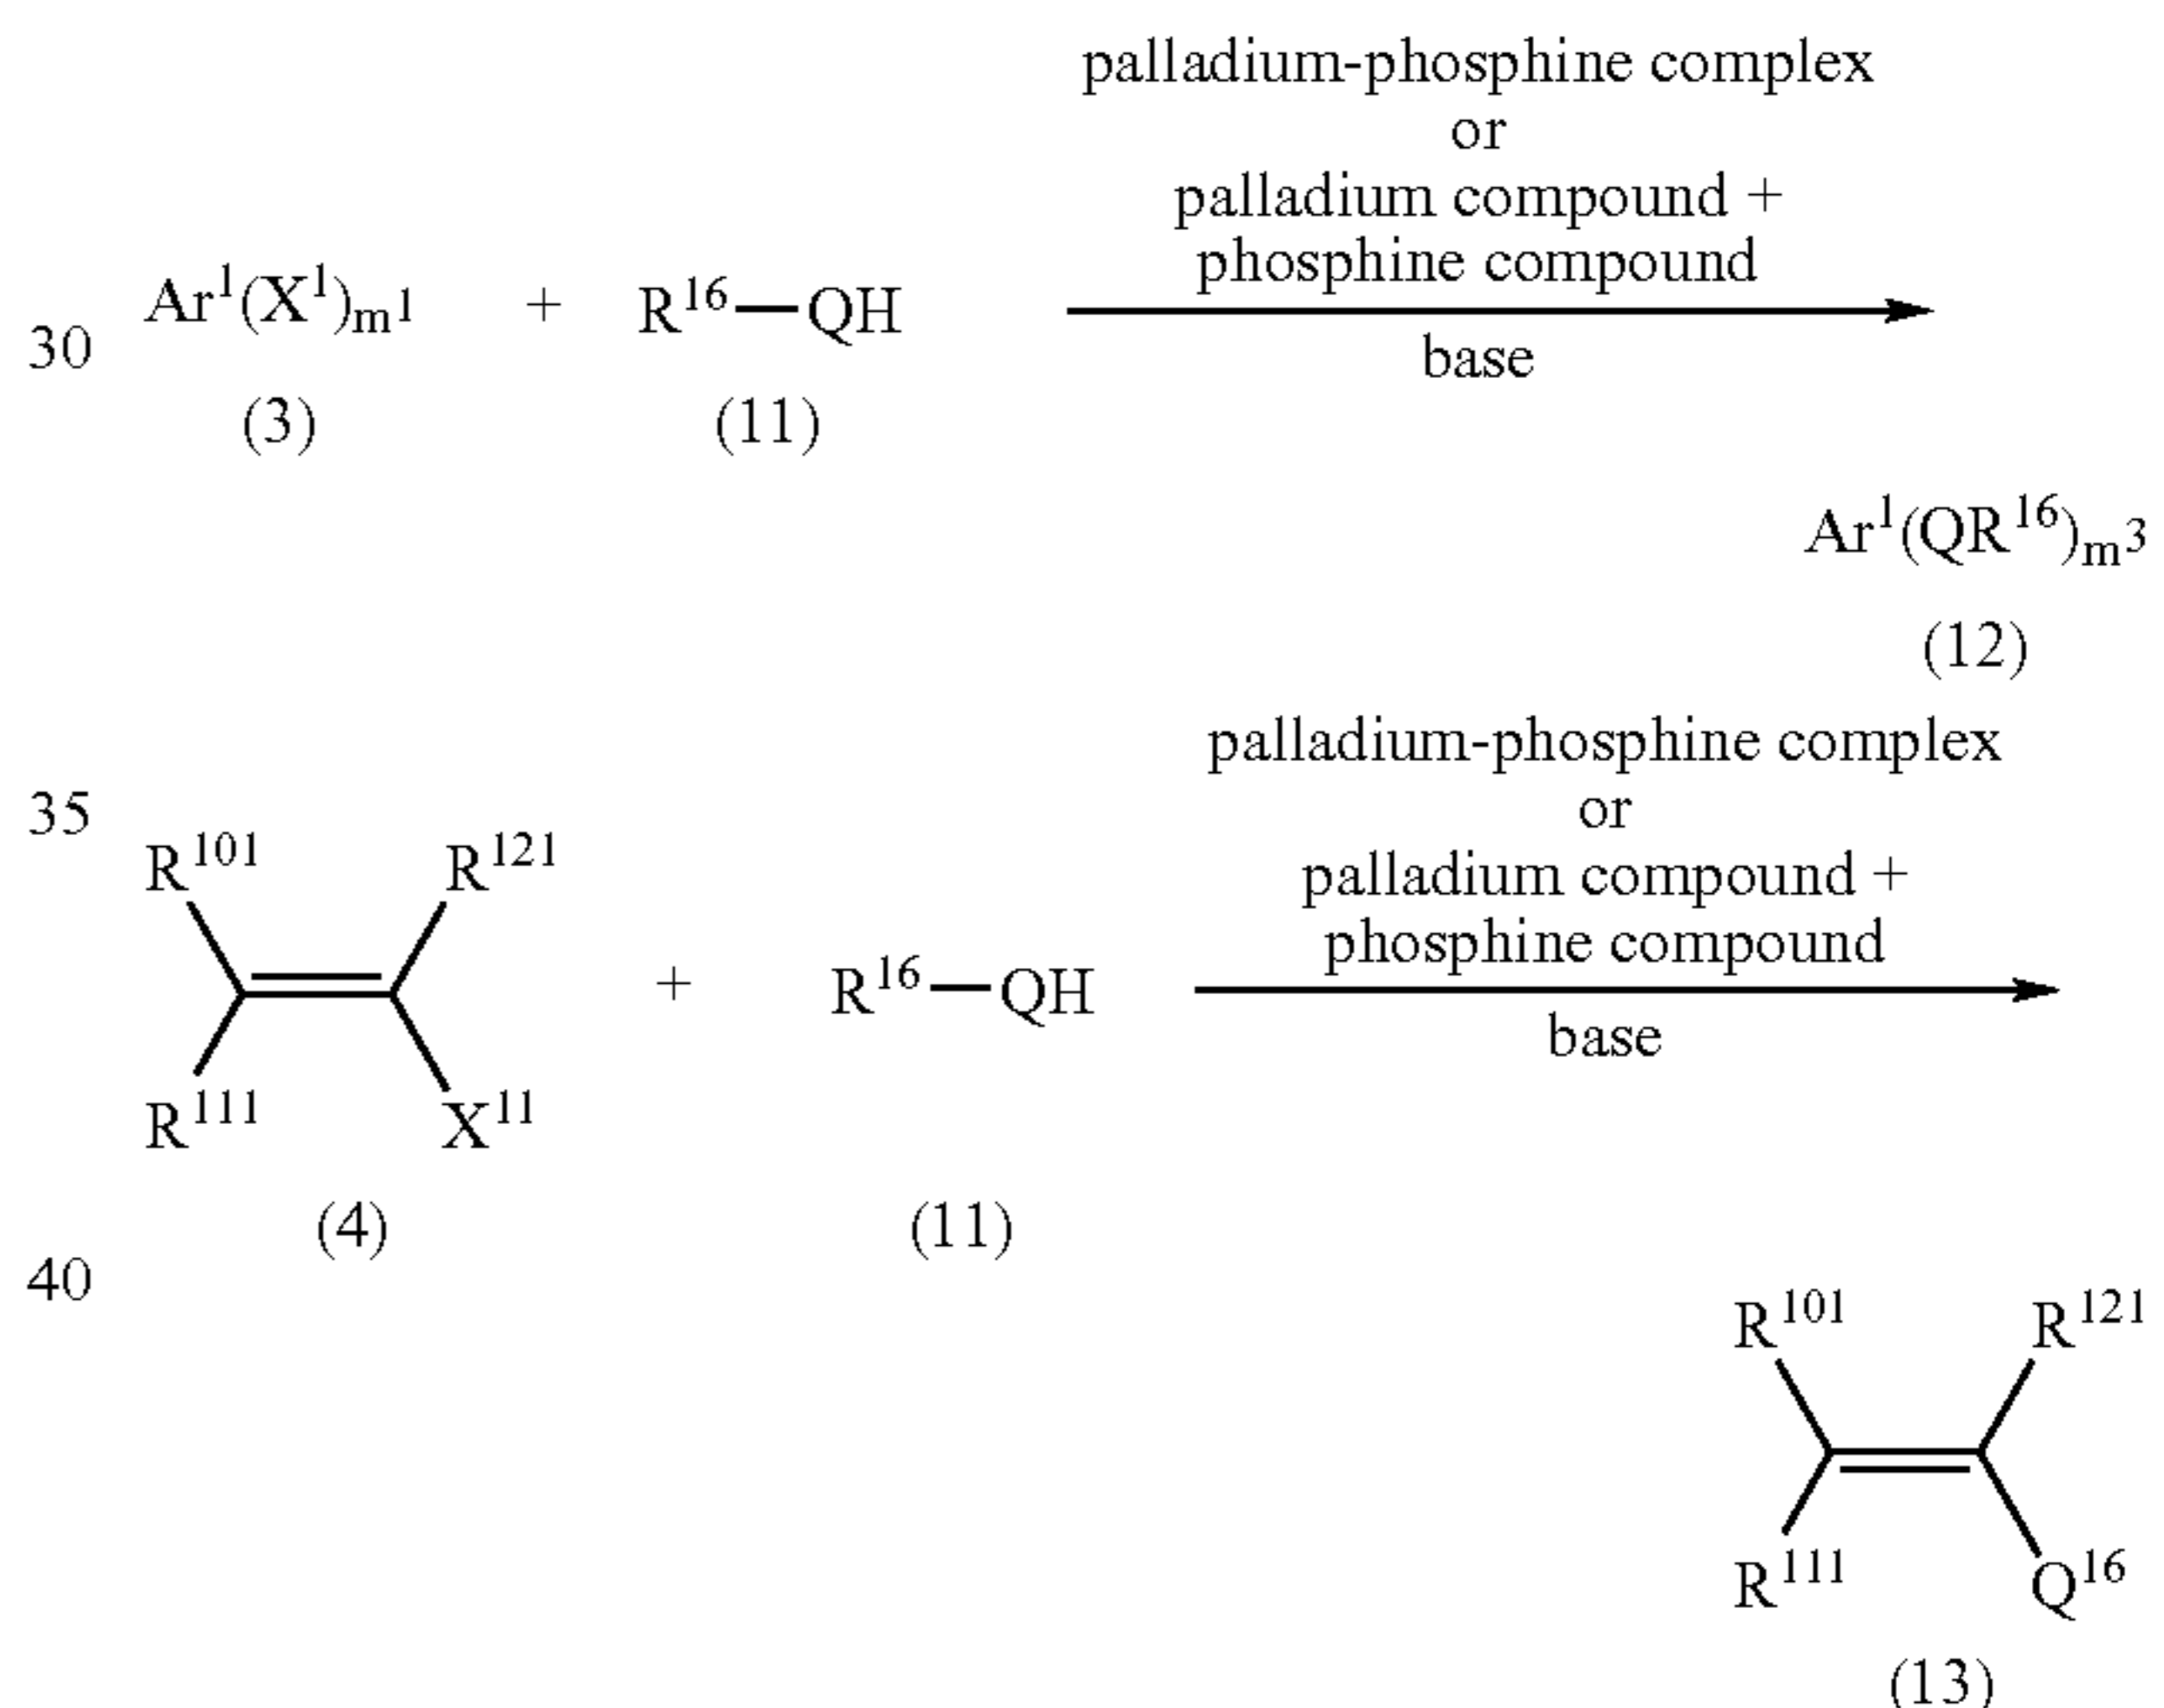 palladium-phosphine complex
or
palladium compound +
phosphine compound
30 Ar¹(X¹)ₘ1 + R¹⁶—QH
base
(3) (11)
Ar¹(QR¹⁶)ₘ3
(12)
palladium-phosphine complex
or
palladium compound +
phosphine compound
35
R¹⁰¹ R¹²¹
+ R¹⁶—QH
base
R¹¹¹ X¹¹
(4) (11)
40
R¹⁰¹ R¹²¹
R¹¹¹ Q¹⁶
(13)